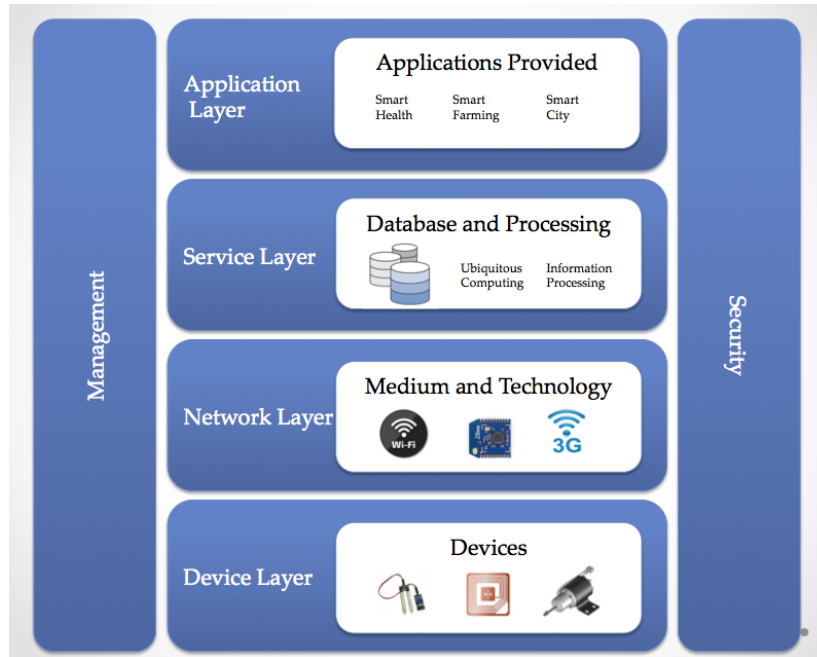 Management
Application
Layer
Applications Provided
Smart
Health
Smart
Farming
Smart
City
Service Layer
Database and Processing
Ubiquitous
Computing
Information
Processing
Network Layer
Medium and Technology
Wi-Fi
3G
Device Layer
Devices
Security